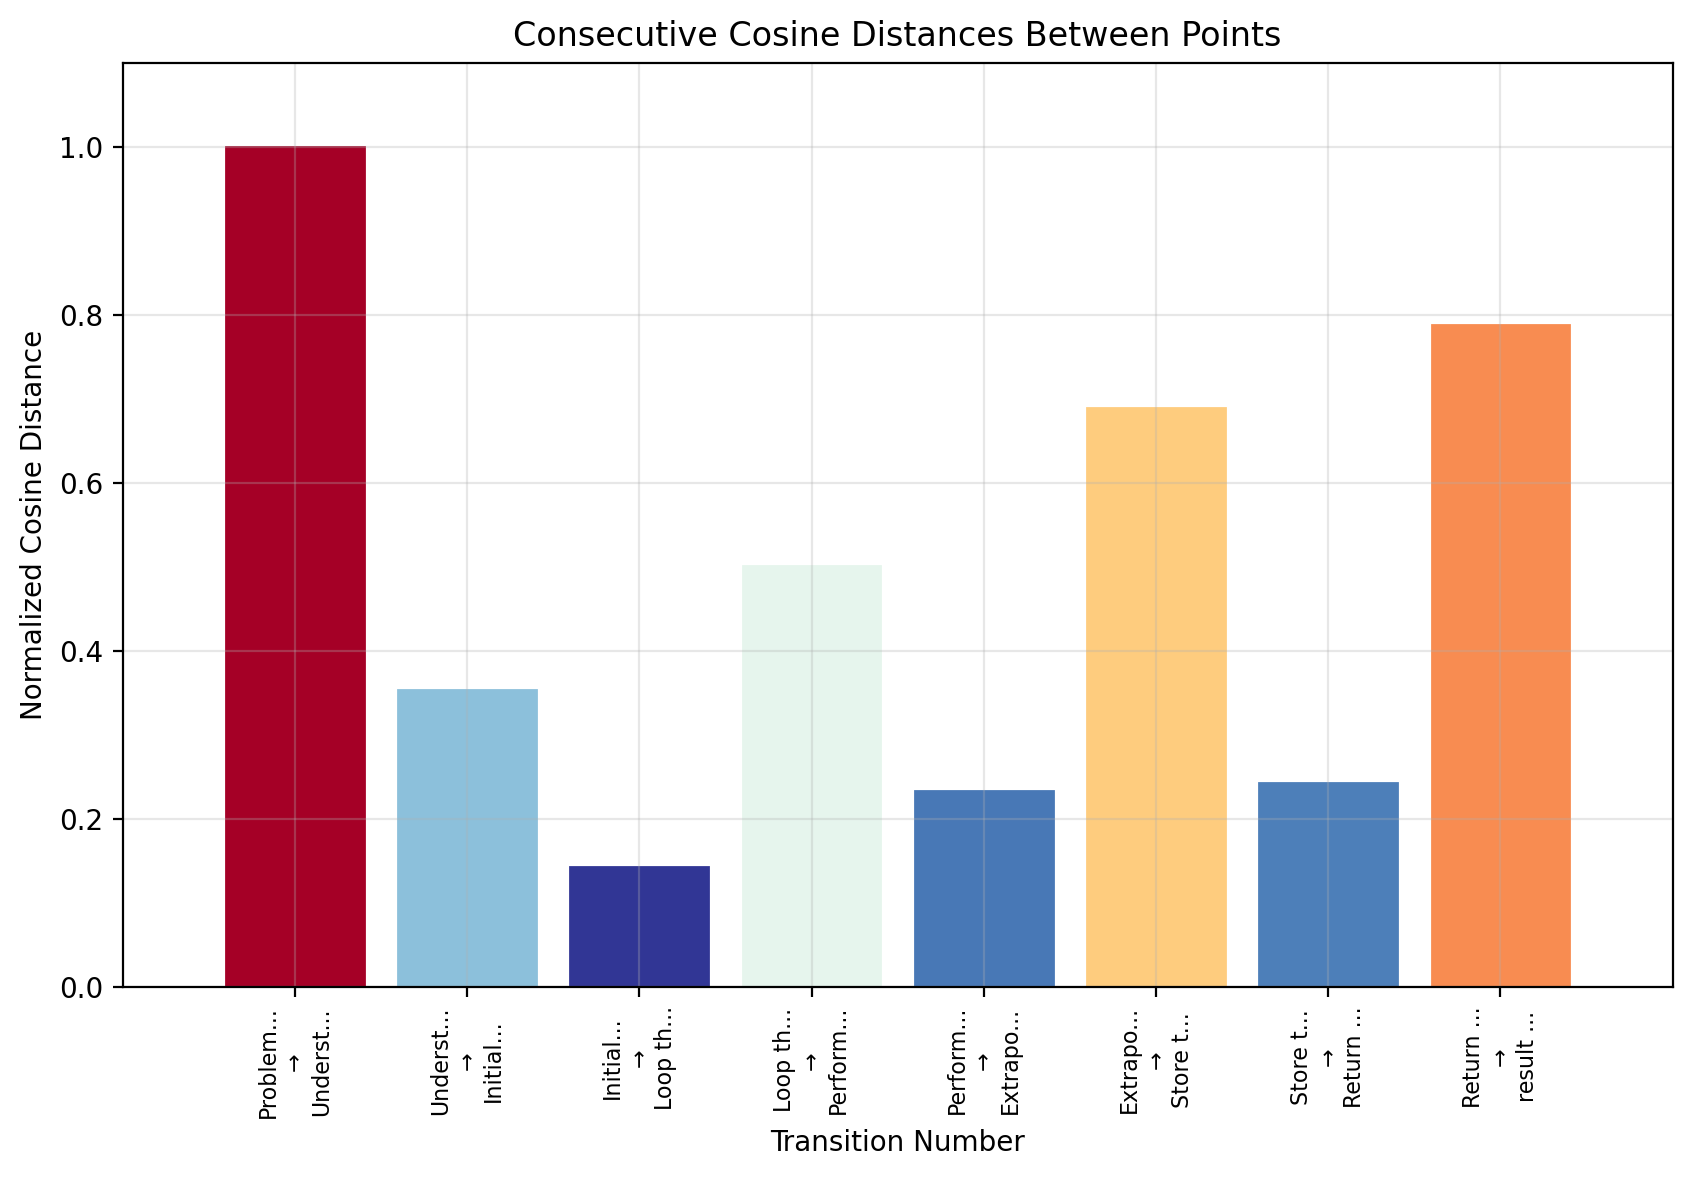 Consecutive Cosine Distances Between Points
Normalized Cosine Distance
1.0
0.8
0.6
0.4
0.2
0.0
Problem...
→
Underst...
Underst...
→
Initial...
Initial...
→
Loop th...
Loop th...
→
Perform...
Perform...
→
Extrapo...
Extrapo...
→
Store t...
Store t...
→
Return ...
Return ...
→
result ...
Transition Number